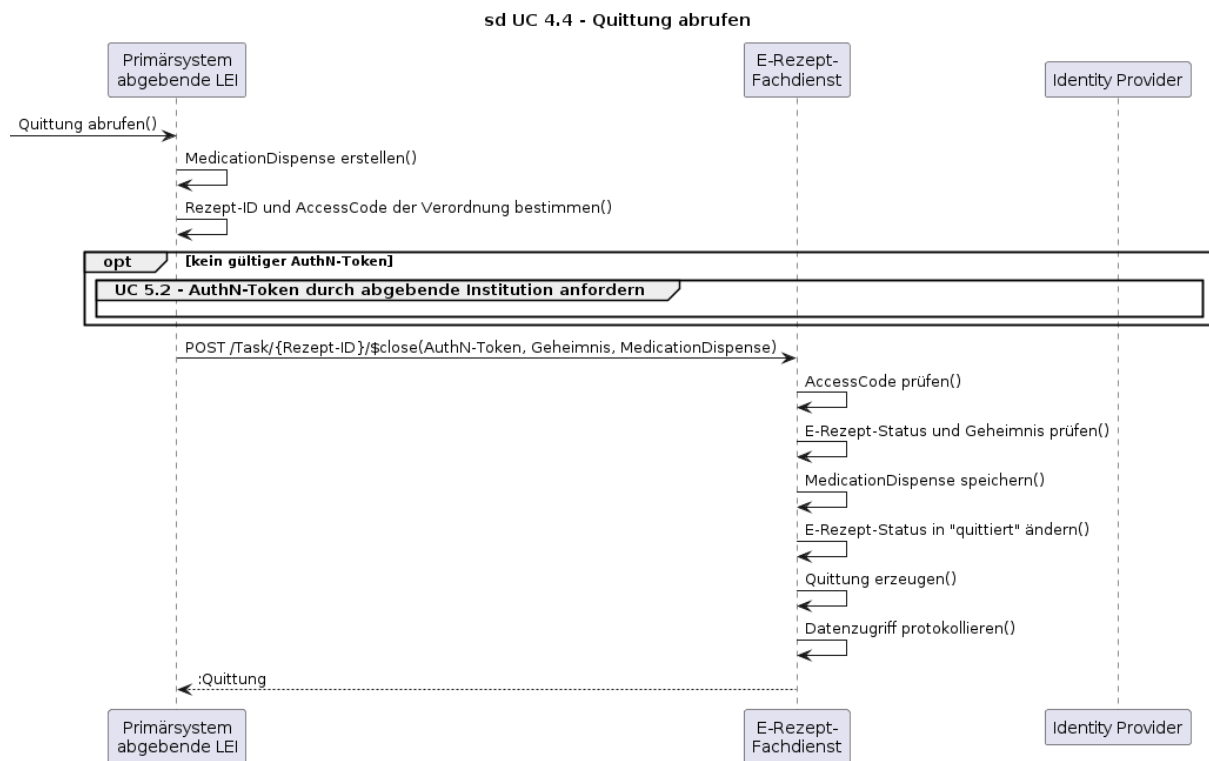 sd UC 4.4 - Quittung abrufen
Primärsystem
abgebende LEI
E-Rezept-
Fachdienst
Identity Provider
Quittung abrufen()
MedicationDispense erstellen()
Rezept-ID und AccessCode der Verordnung bestimmen()
opt [kein gültiger AuthN-Token]
UC 5.2 - AuthN-Token durch abgebende Institution anfordern
POST /Task/{Rezept-ID}/$close(AuthN-Token, Geheimnis, MedicationDispense)
AccessCode prüfen()
E-Rezept-Status und Geheimnis prüfen()
MedicationDispense speichern()
E-Rezept-Status in "quittiert" ändern()
Quittung erzeugen()
Datenzugriff protokollieren()
:Quittung
Primärsystem
abgebende LEI
E-Rezept-
Fachdienst
Identity Provider